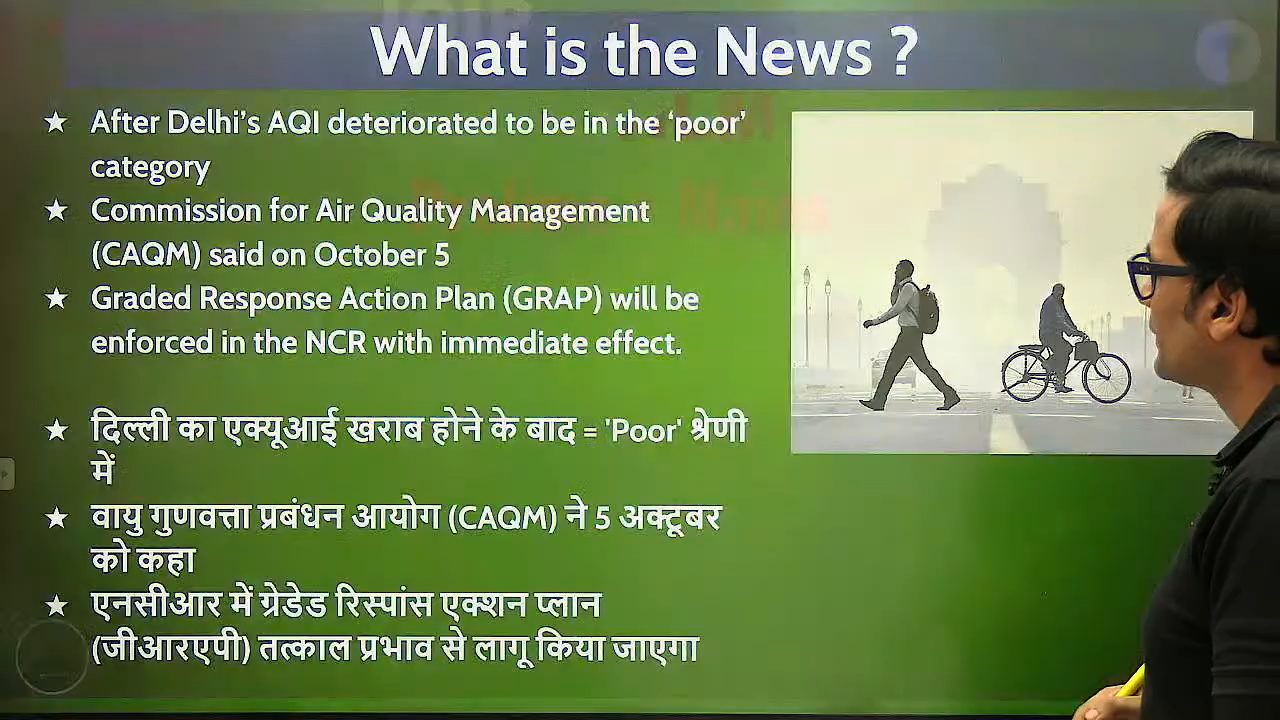 What is the News ?
★ After Delhi's AQI deteriorated to be in the 'poor'
category
★ Commission for Air Quality Management
(CAQM) said on October 5
★ Graded Response Action Plan (GRAP) will be
enforced in the NCR with immediate effect.
★ दिल्ली का एक्यूआई खराब होने के बाद = 'Poor' श्रेणी
में
★ वायु गुणवत्ता प्रबंधन आयोग (CAQM) ने 5 अक्टूबर
को कहा
★ एनसीआर में ग्रेडेड रिस्पांस एक्शन प्लान
(जीआरएपी) तत्काल प्रभाव से लागू किया जाएगा